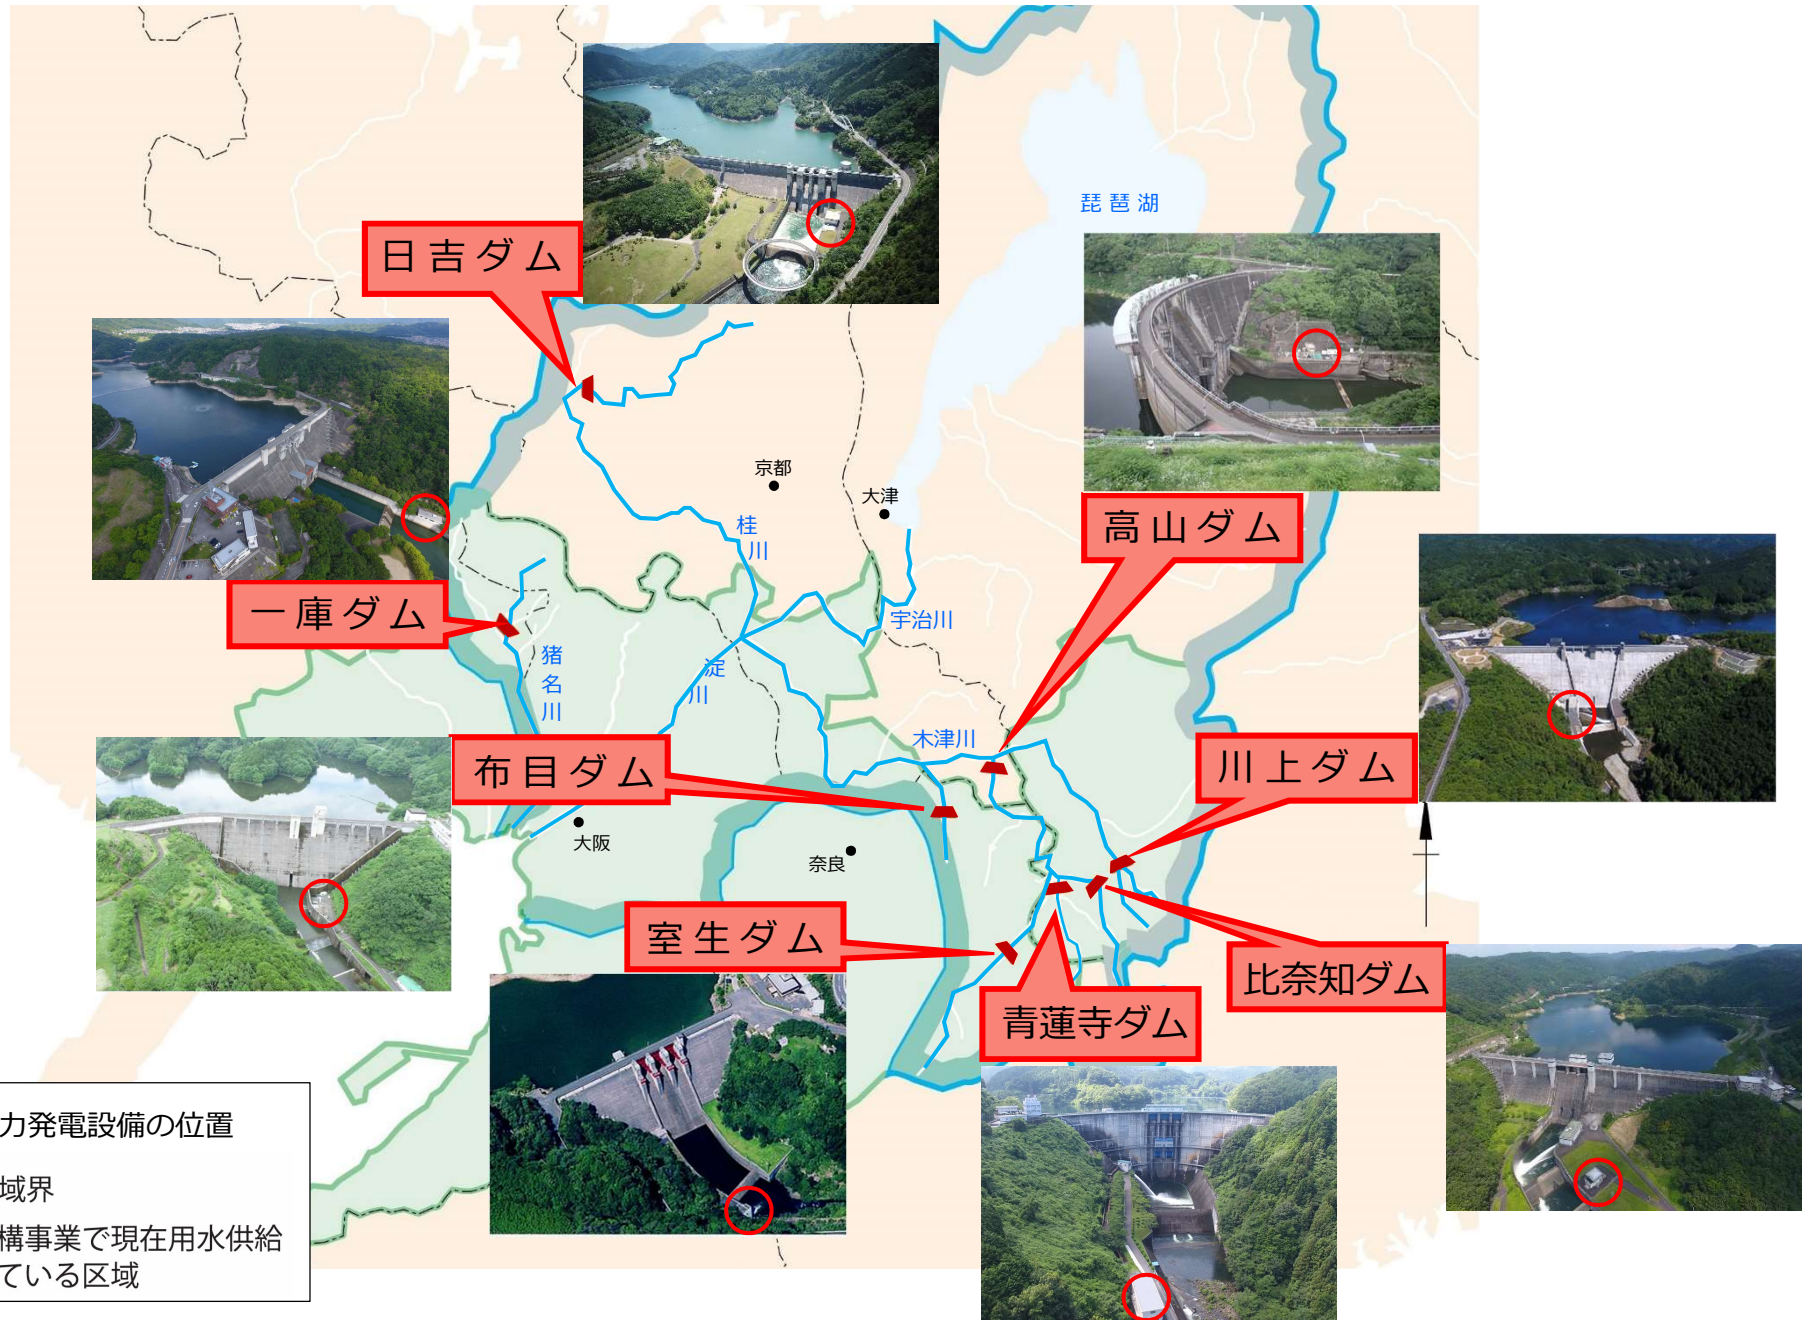 琵琶湖
日吉ダム
京都
大津
桂
川
高山ダム
一庫ダム
宇治川
猪
名
川
淀
川
木津川
布目ダム
川上ダム
大阪
奈良
室生ダム
比奈知ダム
青蓮寺ダム
力発電設備の位置
域界
構事業で現在用水供給
ている区域